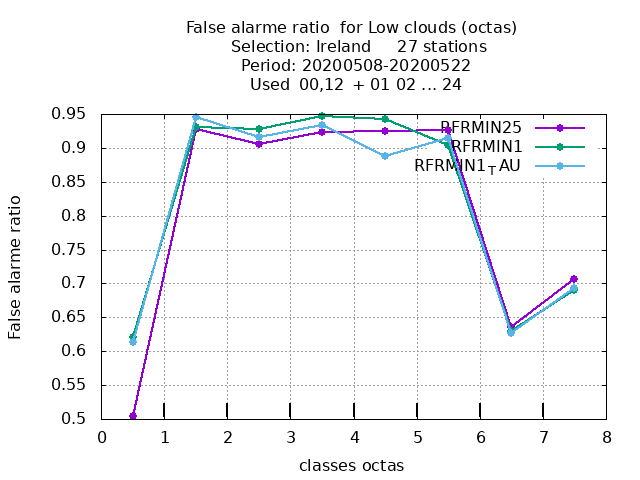 False alarme ratio  for Low clouds (octas)
Selection: Ireland     27 stations
Period: 20200508-20200522
Used  00,12  + 01 02 ... 24
RFRMIN25
RFRMIN1
RFRMIN1TAU
0.95
0.9
0.85
0.8
0.75
0.7
0.65
0.6
0.55
0.5
False alarme ratio
0 1 2 3 4 5 6 7 8
classes octas